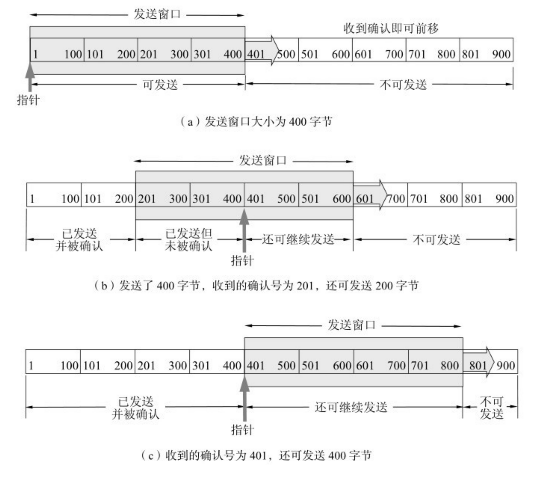 发送窗口
收到确认即可前移
1 100 101 200 201 300 301 400 401 500 501 600 601 700 701 800 801 900
可发送 不可发送
指针
（a）发送窗口大小为 400 字节
发送窗口
1 100 101 200 201 300 301 400 401 500 501 600 601 700 701 800 801 900
已发送 已发送但 还可继续发送 不可发送
并被确认 未被确认
指针
（b）发送了 400 字节，收到的确认号为 201，还可发送 200 字节
发送窗口
1 100 101 200 201 300 301 400 401 500 501 600 601 700 701 800 801 900
已发送 还可继续发送 不可
并被确认 发送
指针
（c）收到的确认号为 401，还可发送 400 字节